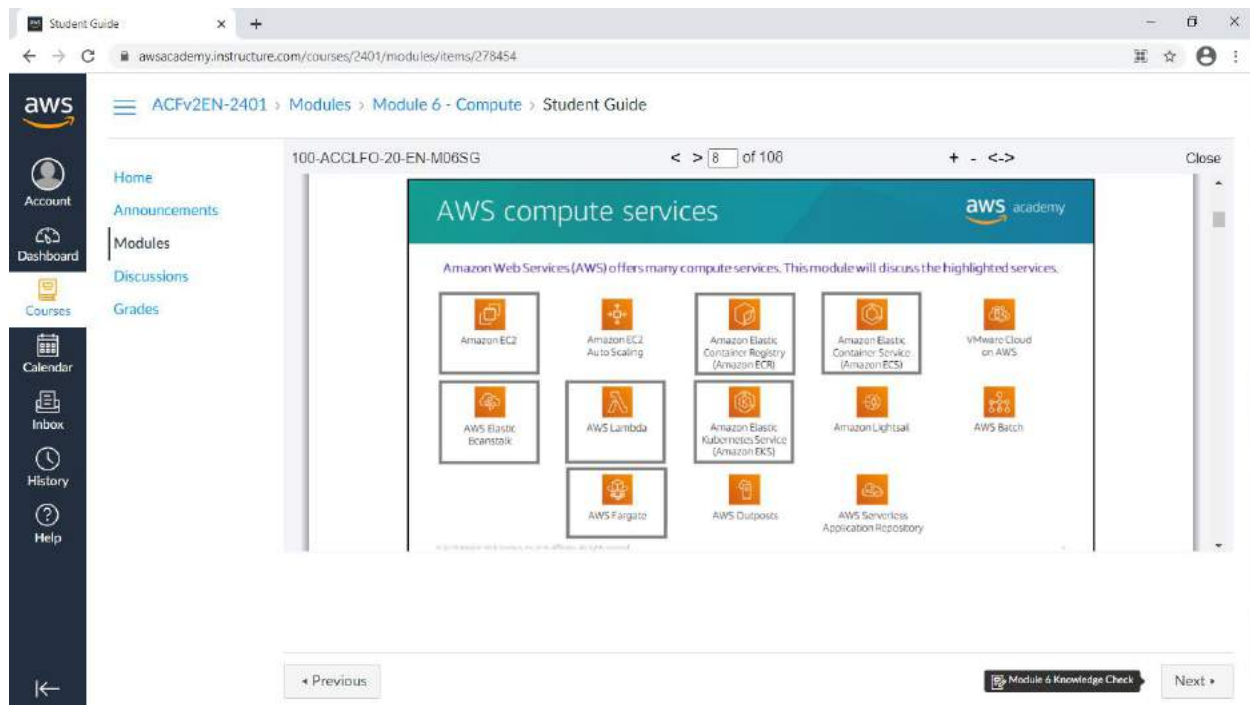 Student Guide
awsacademy.instructure.com/courses/2401/modules/items/278454
aws
ACFv2EN-2401 › Modules › Module 6 - Compute › Student Guide
Account
Dashboard
Courses
Calendar
Inbox
History
Help
Home
Announcements
Modules
Discussions
Grades
100-ACCLFO-20-EN-M06SG
< > 8 of 108
+ - <->
Close
AWS compute services
aws academy
Amazon Web Services (AWS) offers many compute services. This module will discuss the highlighted services.
Amazon EC2
Amazon EC2
Auto Scaling
Amazon Elastic
Container Registry
(Amazon ECR)
Amazon Elastic
Container Service
(Amazon ECS)
VMware Cloud
on AWS
AWS Elastic
Beanstalk
AWS Lambda
Amazon Elastic
Kubernetes Service
(Amazon EKS)
Amazon Lightsail
AWS Batch
AWS Fargate
AWS Outposts
AWS Serverless
Application Repository
◂ Previous
Module 6 Knowledge Check
Next ▸